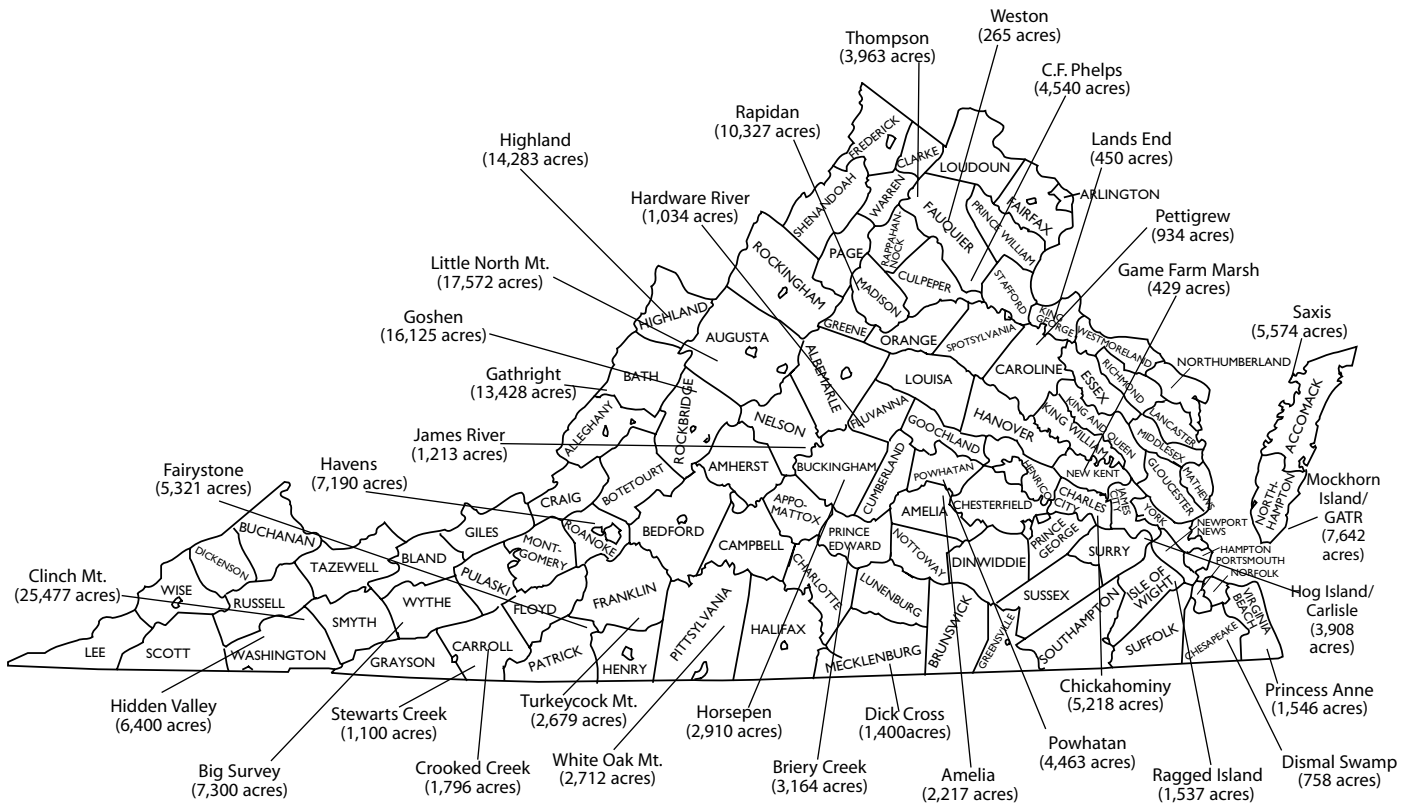 Weston
(265 acres)
Thompson
(3,963 acres)
C.F. Phelps
(4,540 acres)
Rapidan
(10,327 acres)
Highland
(14,283 acres)
Lands End
(450 acres)
Hardware River
(1,034 acres)
Pettigrew
(934 acres)
Little North Mt.
(17,572 acres)
Game Farm Marsh
(429 acres)
Goshen
(16,125 acres)
Saxis
(5,574 acres)
Gathright
(13,428 acres)
James River
(1,213 acres)
Fairystone
(5,321 acres)
Havens
(7,190 acres)
Mockhorn
Island/
GATR
(7,642
acres)
Clinch Mt.
(25,477 acres)
Hog Island/
Carlisle
(3,908
acres)
Hidden Valley
(6,400 acres)
Stewarts Creek
(1,100 acres)
Turkeycock Mt.
(2,679 acres)
Horsepen
(2,910 acres)
Dick Cross
(1,400acres)
Chickahominy
(5,218 acres)
Princess Anne
(1,546 acres)
Big Survey
(7,300 acres)
Crooked Creek
(1,796 acres)
White Oak Mt.
(2,712 acres)
Briery Creek
(3,164 acres)
Amelia
(2,217 acres)
Powhatan
(4,463 acres)
Ragged Island
(1,537 acres)
Dismal Swamp
(758 acres)
FREDERICK
CLARKE
LOUDOUN
SHENANDOAH
WARREN
FAUQUIER
PRINCE WILLIAM
FAIRFAX
ARLINGTON
ROCKINGHAM
PAGE
RAPPAHAN-
NOCK
MADISON
CULPEPER
STAFFORD
HIGHLAND
AUGUSTA
GREENE
ORANGE
SPOTSYLVANIA
KING
GEORGE
WESTMORELAND
NORTHUMBERLAND
BATH
ROCKBRIDGE
ALBEMARLE
LOUISA
CAROLINE
ESSEX
RICHMOND
LANCASTER
ACCOMACK
ALLEGHANY
NELSON
FLUVANNA
GOOCHLAND
HANOVER
KING WILLIAM
KING AND QUEEN
MIDDLESEX
AMHERST
BUCKINGHAM
CUMBERLAND
POWHATAN
HENRICO
NEW KENT
GLOUCESTER
MATHEWS
NORTH-
HAMPTON
CRAIG
BOTETOURT
BEDFORD
APPO-
MATTOX
AMELIA
CHESTERFIELD
CHARLES
CITY
JAMES
CITY
YORK
NEWPORT
NEWS
HAMPTON
PORTSMOUTH
NORFOLK
BUCHANAN
DICKENSON
TAZEWELL
BLAND
GILES
MONT-
GOMERY
ROANOKE
CAMPBELL
PRINCE
EDWARD
NOTTOWAY
DINWIDDIE
PRINCE
GEORGE
SURRY
ISLE OF
WIGHT
VIRGINIA
BEACH
WISE
RUSSELL
SMYTH
WYTHE
PULASKI
FLOYD
FRANKLIN
PITTSYLVANIA
HALIFAX
CHARLOTTE
LUNENBURG
BRUNSWICK
GREENSVILLE
SUSSEX
SOUTHAMPTON
SUFFOLK
CHESAPEAKE
LEE
SCOTT
WASHINGTON
GRAYSON
CARROLL
PATRICK
HENRY
MECKLENBURG